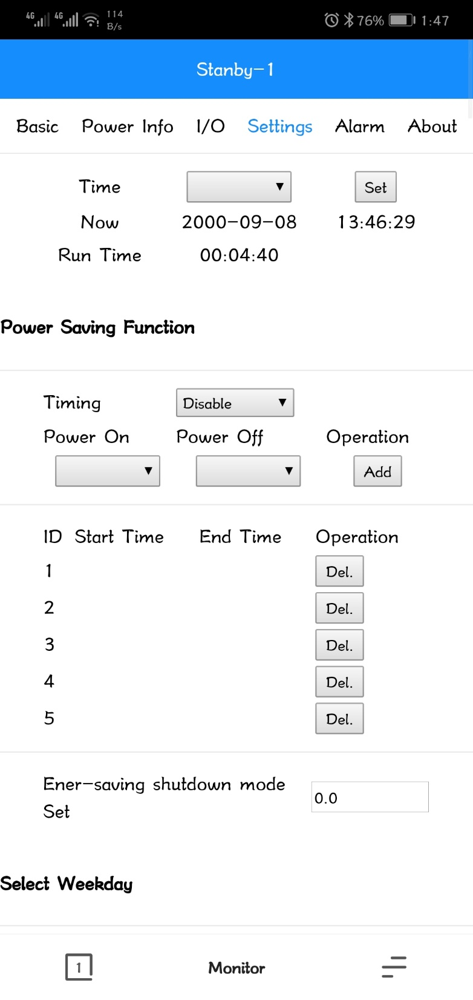 4G 4G 114 B/s 76% 1:47
Stanby-1
Basic Power Info I/O Settings Alarm About
Time Set
Now 2000-09-08 13:46:29
Run Time 00:04:40
Power Saving Function
Timing Disable
Power On Power Off Operation
Add
ID Start Time End Time Operation
1 Del.
2 Del.
3 Del.
4 Del.
5 Del.
Ener-saving shutdown mode
Set 0.0
Select Weekday
1 Monitor